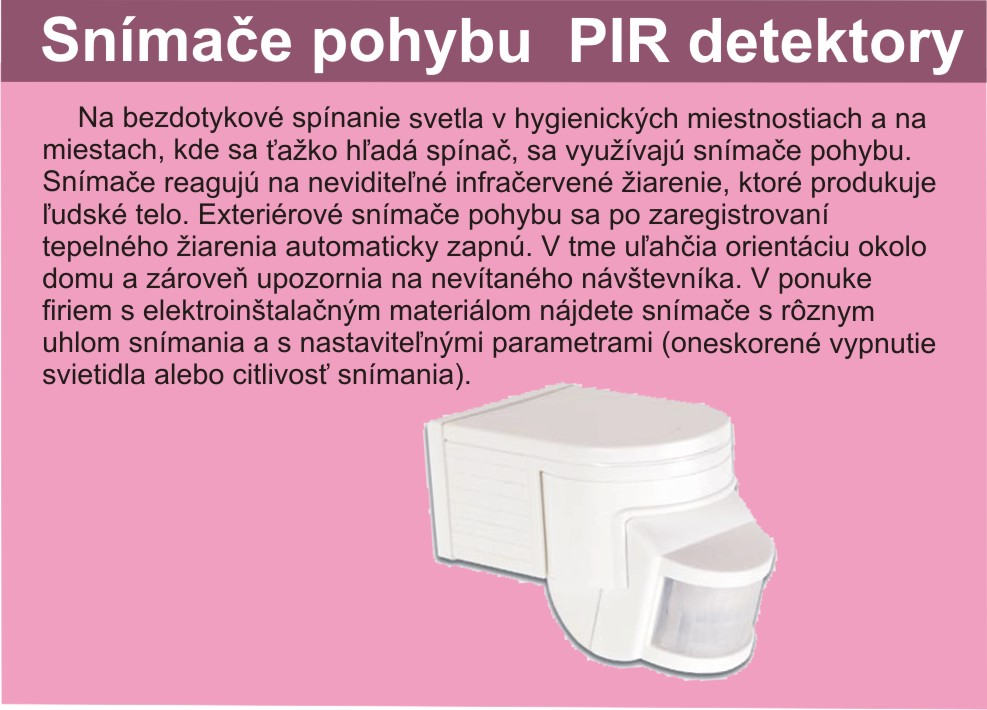 Snímače pohybu PIR detektory
Na bezdotykové spínanie svetla v hygienických miestnostiach a na
miestach, kde sa ťažko hľadá spínač, sa využívajú snímače pohybu.
Snímače reagujú na neviditeľné infračervené žiarenie, ktoré produkuje
ľudské telo. Exteriérové snímače pohybu sa po zaregistrovaní
tepelného žiarenia automaticky zapnú. V tme uľahčia orientáciu okolo
domu a zároveň upozornia na nevítaného návštevníka. V ponuke
firiem s elektroinštalačným materiálom nájdete snímače s rôznym
uhlom snímania a s nastaviteľnými parametrami (oneskorené vypnutie
svietidla alebo citlivosť snímania).